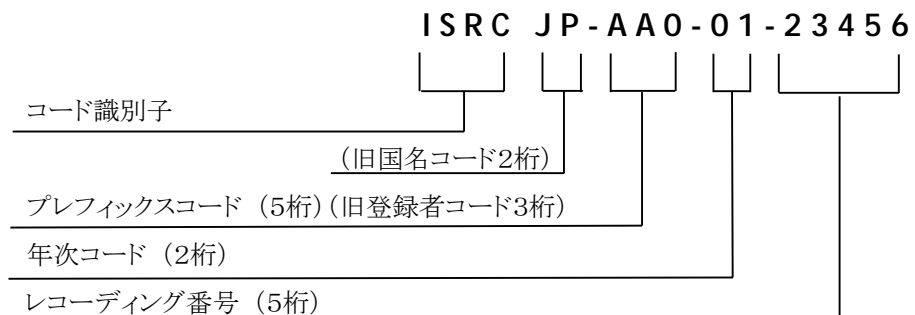 ISRC JP-AA0-01-23456
コード識別子
(旧国名コード2桁)
プレフィックスコード (5桁)(旧登録者コード3桁)
年次コード (2桁)
レコーディング番号 (5桁)